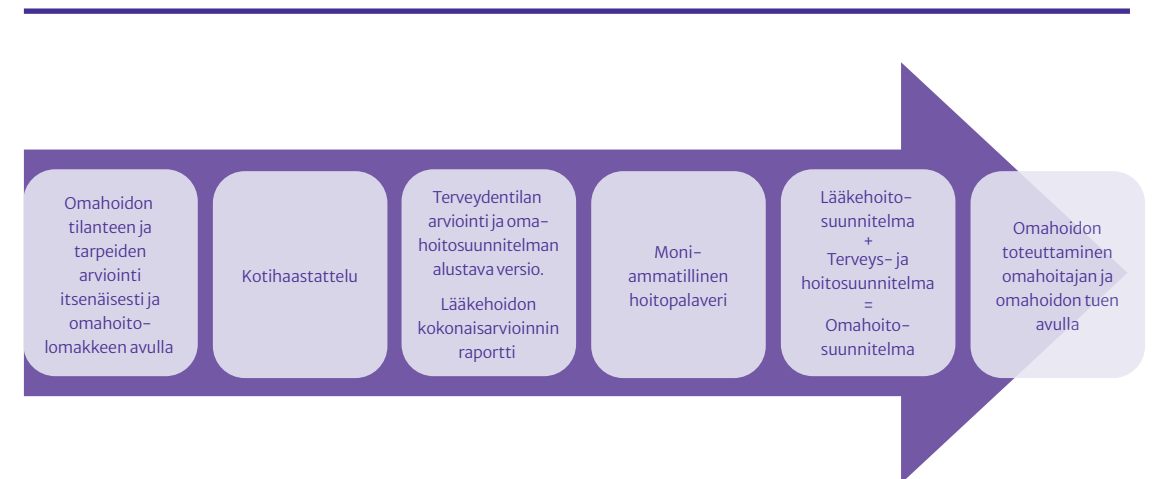 Omahoidon
tilanteen ja
tarpeiden
arviointi
itsenäisesti ja
omahoito-
lomakkeen avulla
Kotihaastattelu
Terveydentilan
arviointi ja oma-
hoitosuunnitelman
alustava versio.
Lääkehoidon
kokonaisarvioinnin
raportti
Moni-
ammatillinen
hoitopalaveri
Lääkehoito-
suunnitelma
+
Terveys- ja
hoitosuunnitelma
=
Omahoito-
suunnitelma
Omahoidon
toteuttaminen
omahoitajan ja
omahoidon tuen
avulla